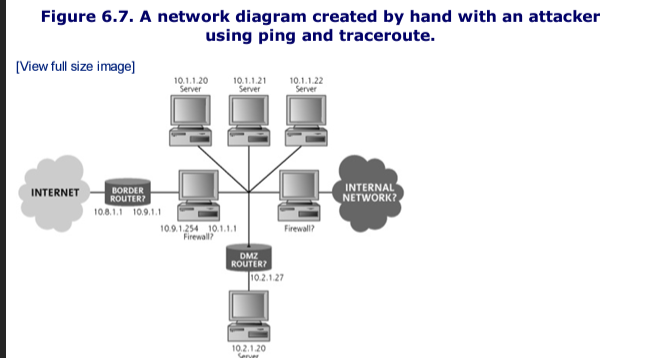 Figure 6.7. A network diagram created by hand with an attacker
using ping and traceroute.
[View full size image]
10.1.1.20
Server
10.1.1.21
Server
10.1.1.22
Server
INTERNET
BORDER
ROUTER?
10.8.1.1 10.9.1.1
10.9.1.254 10.1.1.1
Firewall?
Firewall?
INTERNAL
NETWORK?
DMZ
ROUTER?
10.2.1.27
10.2.1.20
Server